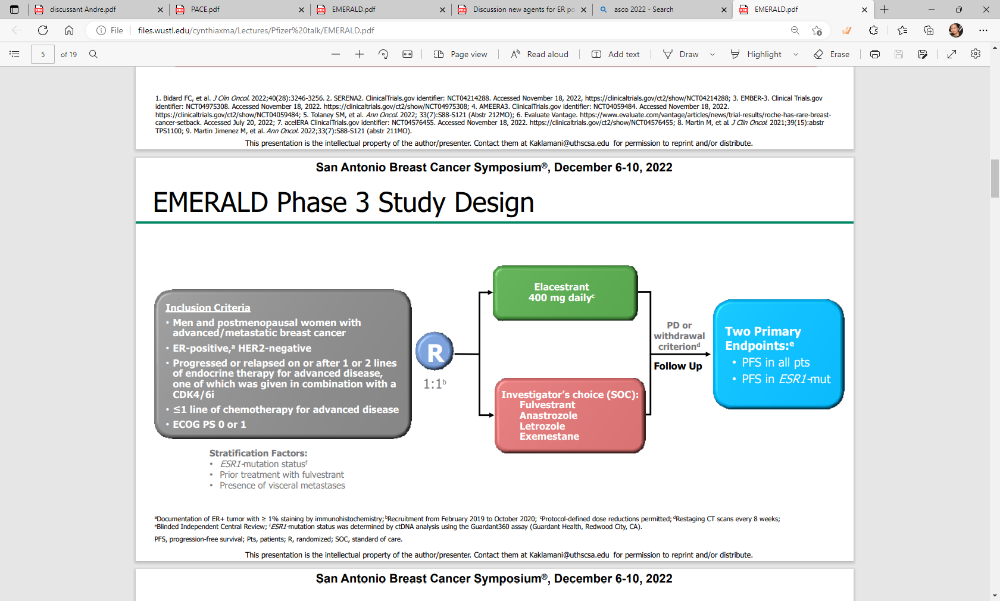 discussant Andre.pdf
PACE.pdf
EMERALD.pdf
Discussion new agents for ER po
asco 2022 - Search
EMERALD.pdf
File
files.wustl.edu/cynthiaxma/Lectures/Pfizer%20talk/EMERALD.pdf
5 of 19
Page view
Read aloud
Add text
Draw
Highlight
Erase
1. Bidard FC, et al. J Clin Oncol. 2022;40(28):3246-3256. 2. SERENA2. ClinicalTrials.gov identifier: NCT04214288. Accessed November 18, 2022, https://clinicaltrials.gov/ct2/show/NCT04214288; 3. EMBER-3. Clinical Trials.gov
identifier: NCT04975308. Accessed November 18, 2022. https://clinicaltrials.gov/ct2/show/NCT04975308; 4. AMEERA3. ClinicalTrials.gov identifier: NCT04059484. Accessed November 18, 2022.
https://clinicaltrials.gov/ct2/show/NCT04059484; 5. Tolaney SM, et al. Ann Oncol. 2022; 33(7):S88-S121 (Abstr 212MO); 6. Evaluate Vantage. https://www.evaluate.com/vantage/articles/news/trial-results/roche-has-rare-breast-
cancer-setback. Accessed July 20, 2022; 7. acelERA ClinicalTrials.gov identifier: NCT04576455. Accessed November 18, 2022. https://clinicaltrials.gov/ct2/show/NCT04576455; 8. Martin M, et al. J Clin Oncol. 2021;39(15):abstr
TPS1100; 9. Martin Jimenez M, et al. Ann Oncol. 2022;33(7):S88-S121 (abstr 211MO).
This presentation is the intellectual property of the author/presenter. Contact them at Kaklamani@uthscsa.edu for permission to reprint and/or distribute.
San Antonio Breast Cancer Symposium®, December 6-10, 2022
EMERALD Phase 3 Study Design
Inclusion Criteria
• Men and postmenopausal women with
advanced/metastatic breast cancer
• ER-positive,ᵃ HER2-negative
• Progressed or relapsed on or after 1 or 2 lines
of endocrine therapy for advanced disease,
one of which was given in combination with a
CDK4/6i
• ≤1 line of chemotherapy for advanced disease
• ECOG PS 0 or 1
Stratification Factors:
• ESR1-mutation statusᶠ
• Prior treatment with fulvestrant
• Presence of visceral metastases
R
1:1ᵇ
Elacestrant
400 mg dailyᶜ
Investigator's choice (SOC):
Fulvestrant
Anastrozole
Letrozole
Exemestane
PD or
withdrawal
criterionᵈ
Follow Up
Two Primary
Endpoints:ᵉ
• PFS in all pts
• PFS in ESR1-mut
ᵃDocumentation of ER+ tumor with ≥ 1% staining by immunohistochemistry; ᵇRecruitment from February 2019 to October 2020; ᶜProtocol-defined dose reductions permitted; ᵈRestaging CT scans every 8 weeks;
ᵉBlinded Independent Central Review; ᶠESR1-mutation status was determined by ctDNA analysis using the Guardant360 assay (Guardant Health, Redwood City, CA).
PFS, progression-free survival; Pts, patients; R, randomized; SOC, standard of care.
This presentation is the intellectual property of the author/presenter. Contact them at Kaklamani@uthscsa.edu for permission to reprint and/or distribute.
San Antonio Breast Cancer Symposium®, December 6-10, 2022